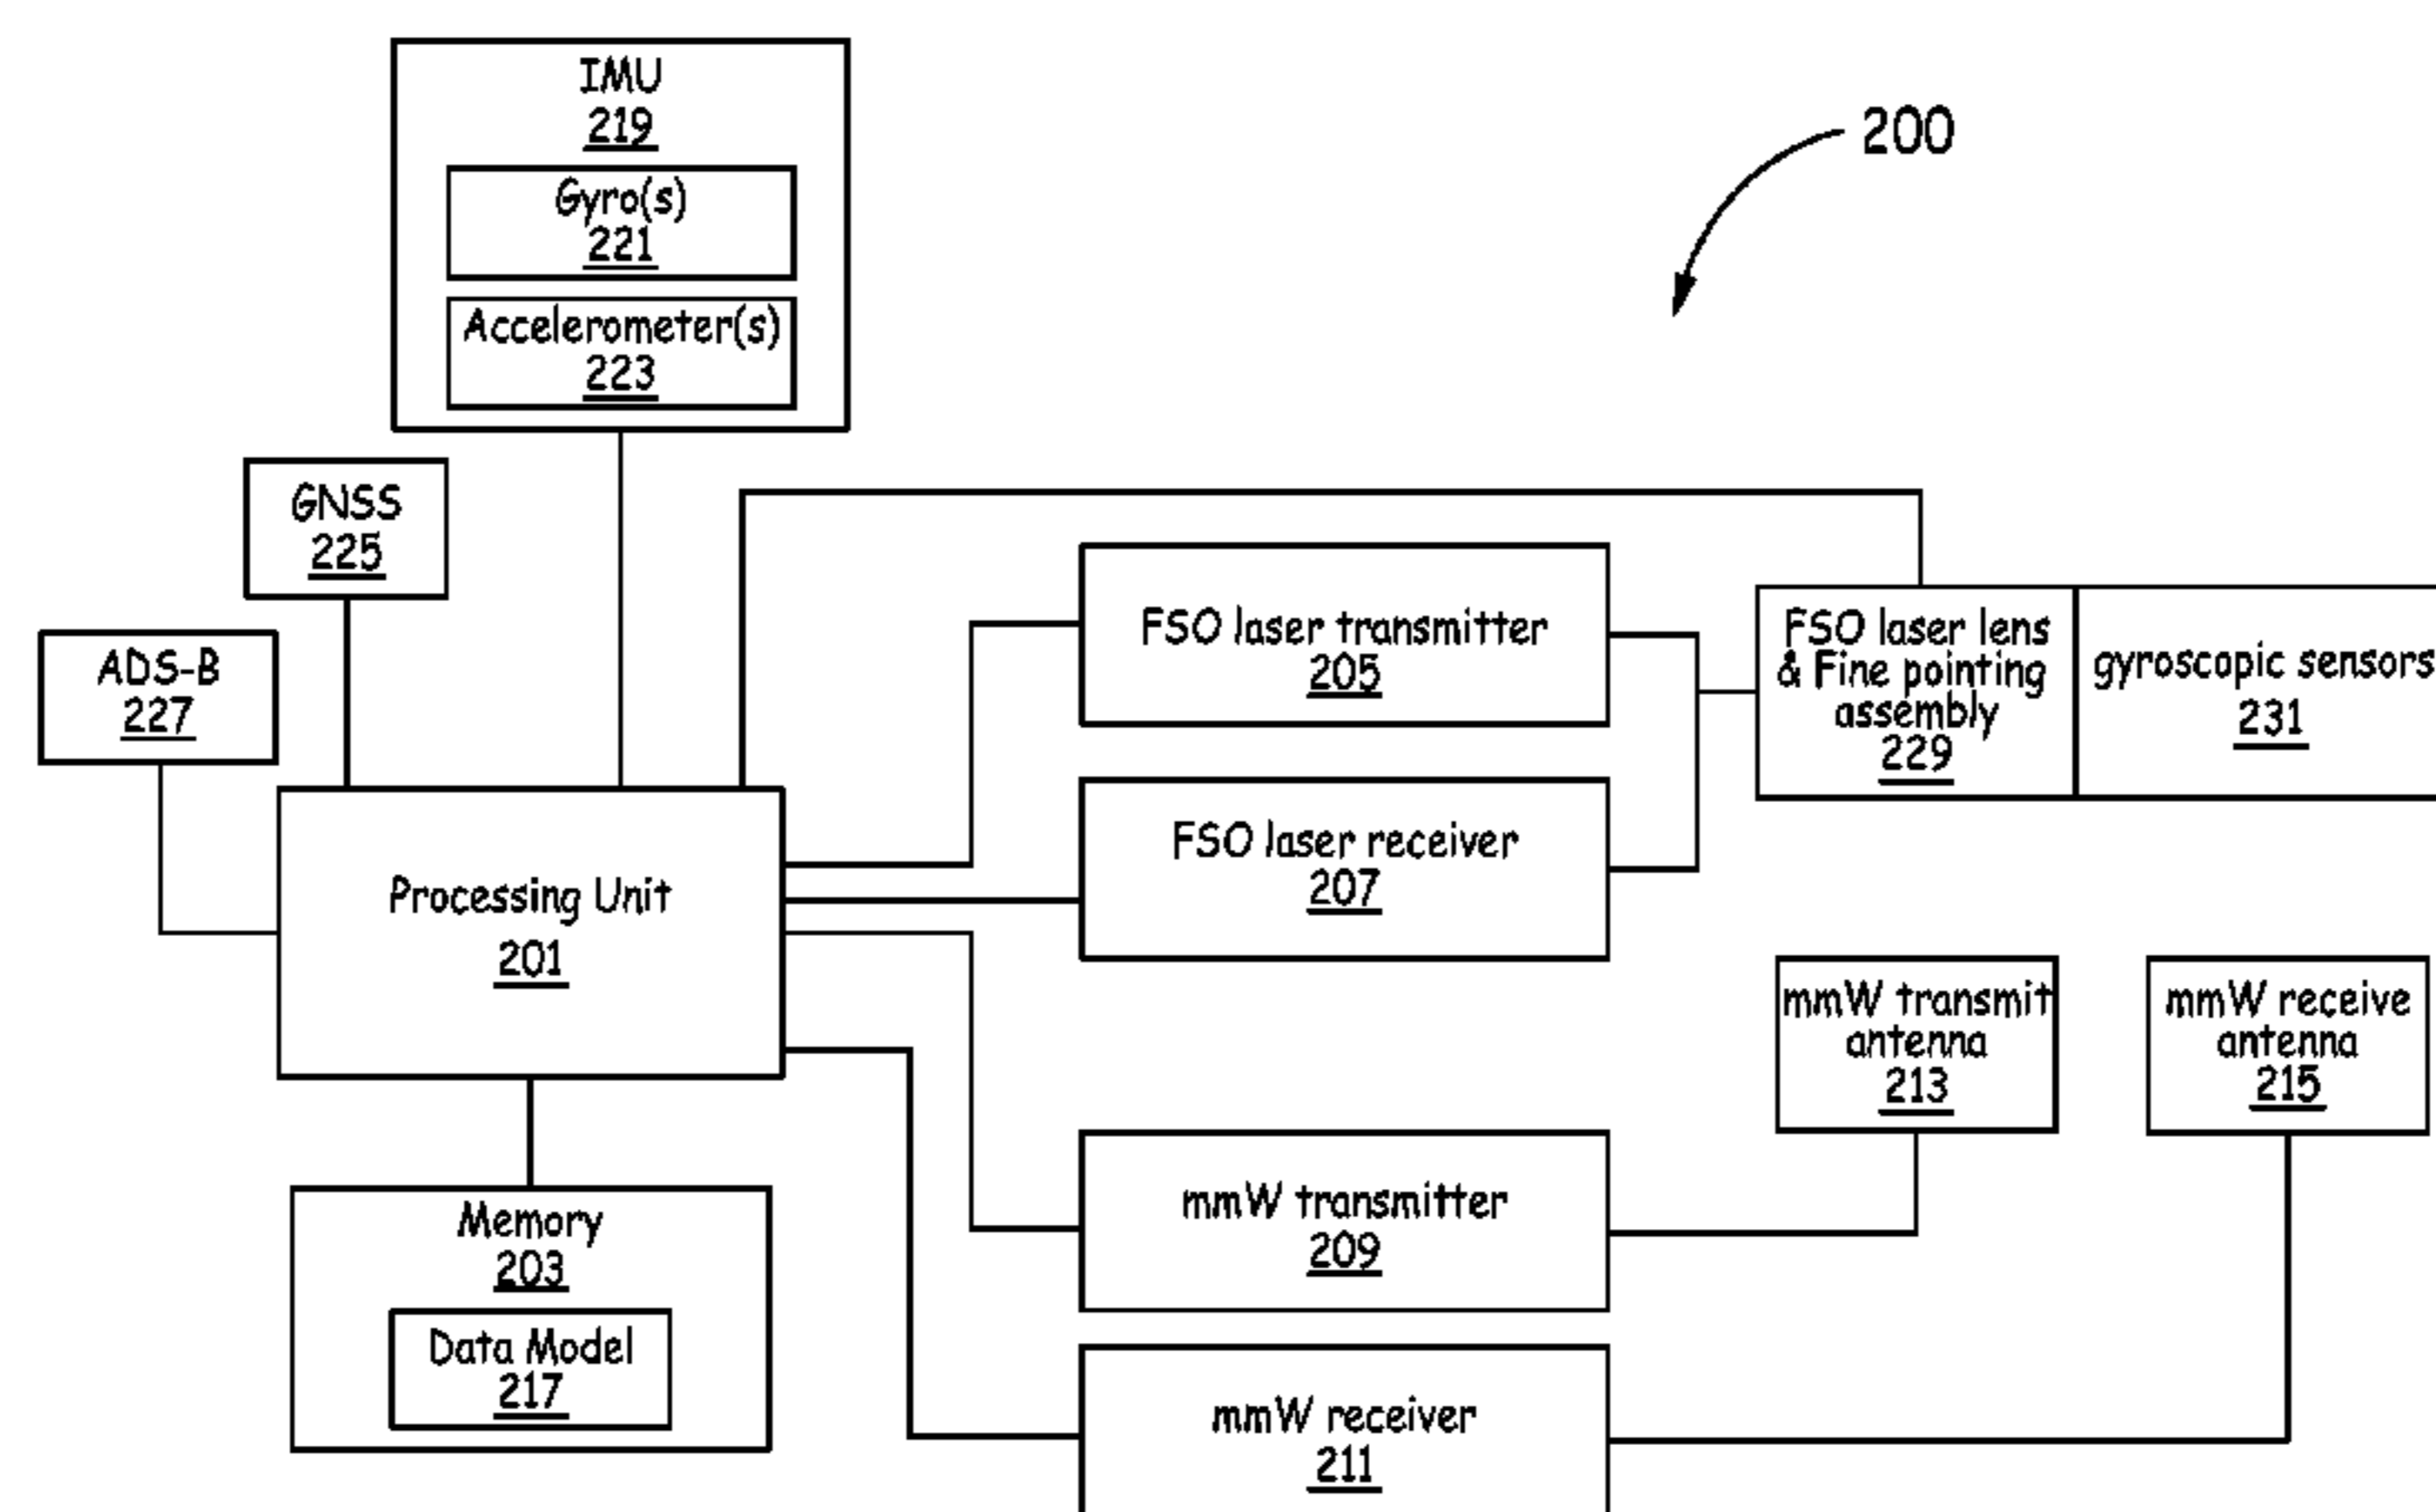 IMU
219
Gyro(s)
221
Accelerometer(s)
223
200
GNSS
225
ADS-B
227
FSO laser transmitter
205
FSO laser lens
& Fine pointing
assembly
229
gyroscopic sensors
231
Processing Unit
201
FSO laser receiver
207
mmW transmit
antenna
213
mmW receive
antenna
215
Memory
203
Data Model
217
mmW transmitter
209
mmW receiver
211